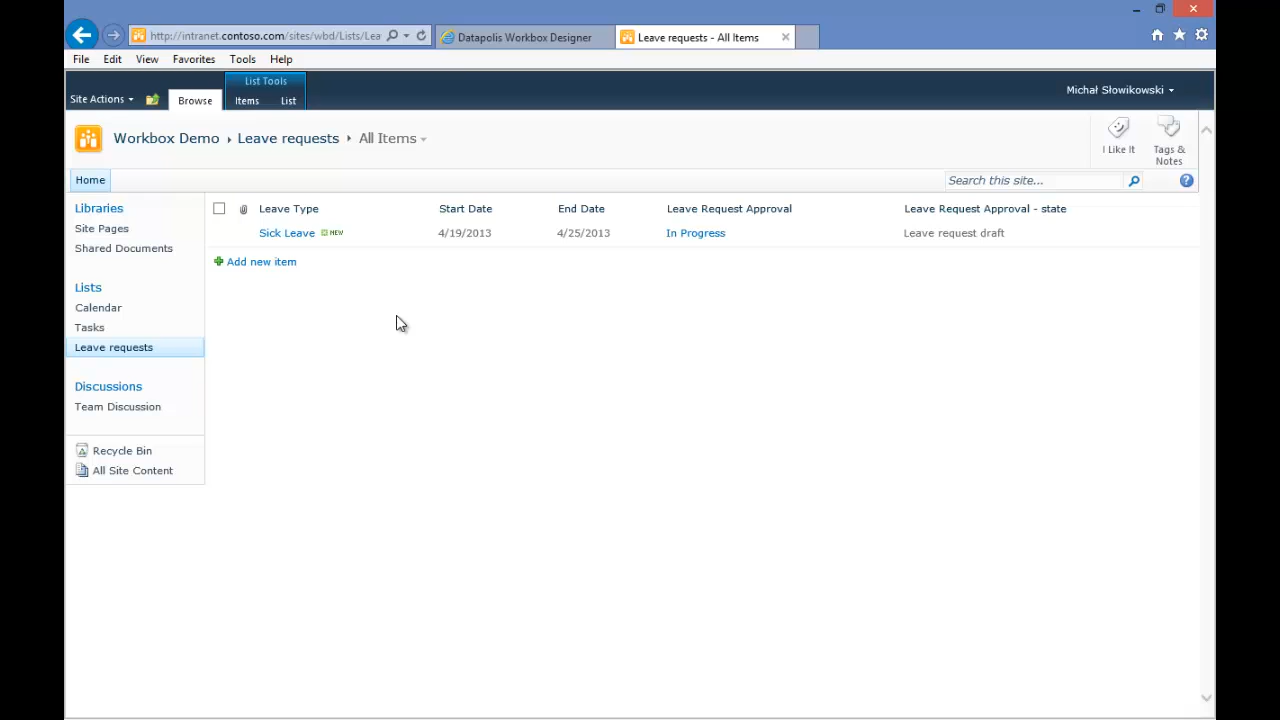 http://intranet.contoso.com/sites/wbd/Lists/Lea
Datapolis Workbox Designer
Leave requests - All Items
File Edit View Favorites Tools Help
List Tools
Site Actions Browse Items List
Michał Słowikowski
Workbox Demo Leave requests All Items
I Like It
Tags &
Notes
Home
Search this site...
Libraries
Site Pages
Shared Documents
Lists
Calendar
Tasks
Leave requests
Discussions
Team Discussion
Recycle Bin
All Site Content
Leave Type Start Date End Date Leave Request Approval Leave Request Approval - state
Sick Leave NEW 4/19/2013 4/25/2013 In Progress Leave request draft
Add new item